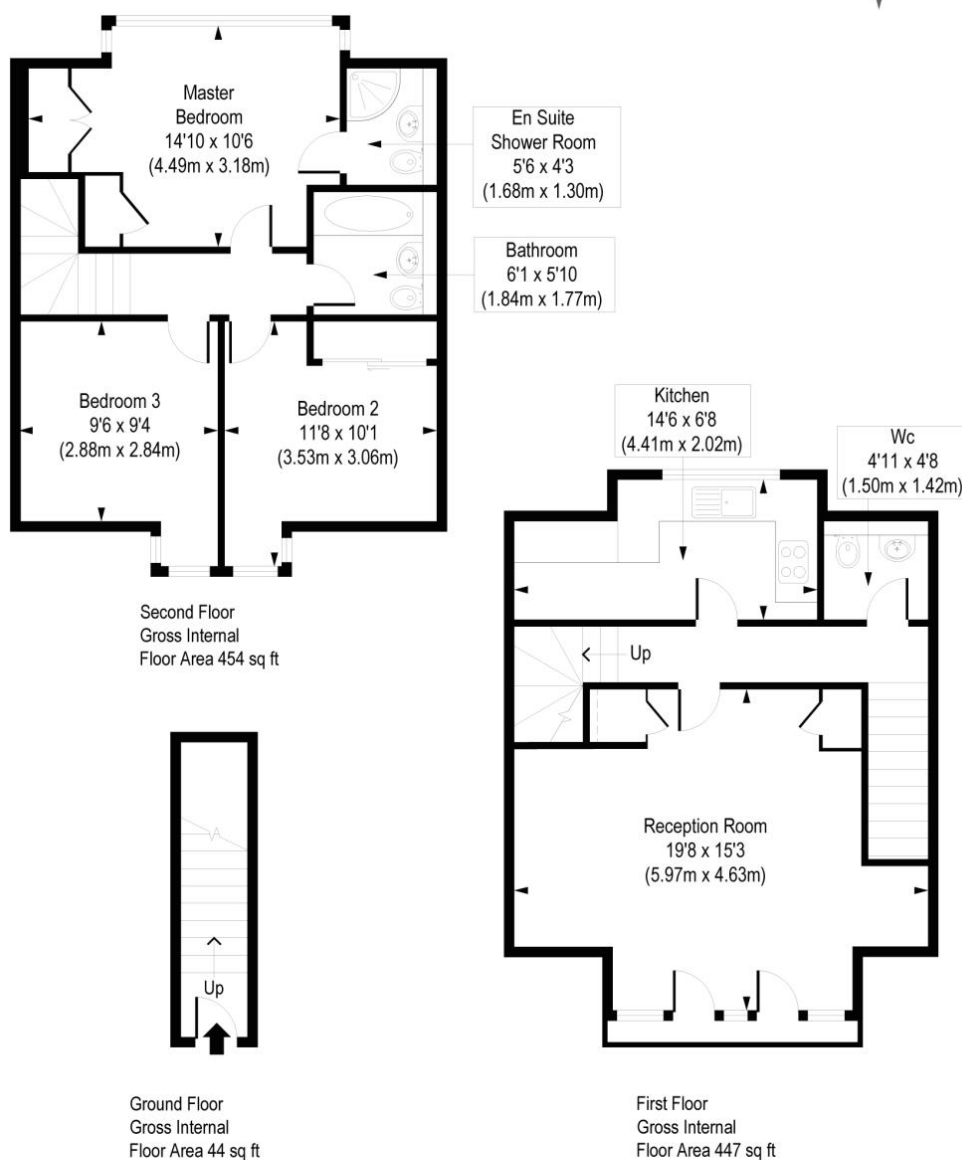 Master
Bedroom
14'10 x 10'6
(4.49m x 3.18m)
En Suite
Shower Room
5'6 x 4'3
(1.68m x 1.30m)
Bathroom
6'1 x 5'10
(1.84m x 1.77m)
Bedroom 3
9'6 x 9'4
(2.88m x 2.84m)
Bedroom 2
11'8 x 10'1
(3.53m x 3.06m)
Second Floor
Gross Internal
Floor Area 454 sq ft
Kitchen
14'6 x 6'8
(4.41m x 2.02m)
Wc
4'11 x 4'8
(1.50m x 1.42m)
Up
Reception Room
19'8 x 15'3
(5.97m x 4.63m)
Up
Ground Floor
Gross Internal
Floor Area 44 sq ft
First Floor
Gross Internal
Floor Area 447 sq ft